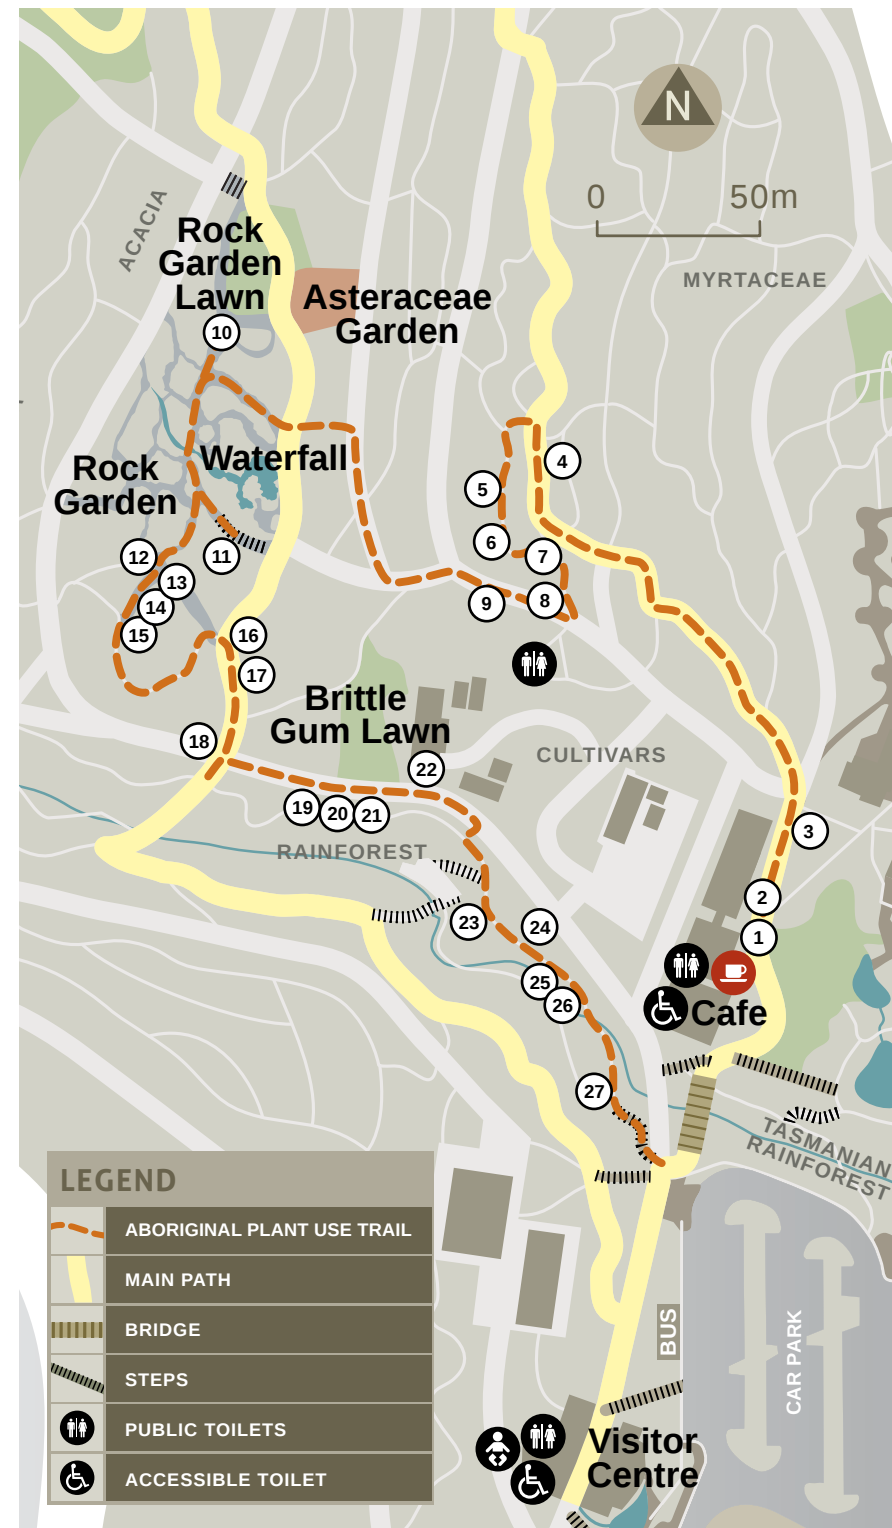 N
0 50m
ACACIA
Rock
Garden
Lawn
MYRTACEAE
Asteraceae
Garden
10
4
Waterfall
Rock
Garden
5
6
7
11
12
13
14
15
9
8
16
17
Brittle
Gum Lawn
18
CULTIVARS
22
19
20
21
3
RAINFOREST
2
23
24
1
25
26
Cafe
27
TASMANIAN
RAINFOREST
LEGEND
ABORIGINAL PLANT USE TRAIL
MAIN PATH
BRIDGE
STEPS
PUBLIC TOILETS
ACCESSIBLE TOILET
BUS
CAR PARK
Visitor
Centre